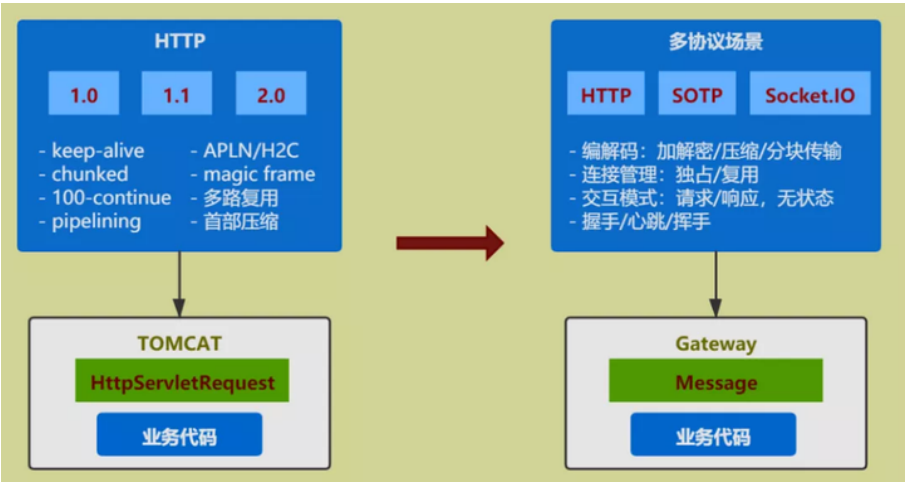 HTTP
1.0 1.1 2.0
- keep-alive - APLN/H2C
- chunked - magic frame
- 100-continue - 多路复用
- pipelining - 首部压缩
TOMCAT
HttpServletRequest
业务代码
多协议场景
HTTP SOTP Socket.IO
- 编解码：加解密/压缩/分块传输
- 连接管理：独占/复用
- 交互模式：请求/响应，无状态
- 握手/心跳/挥手
Gateway
Message
业务代码